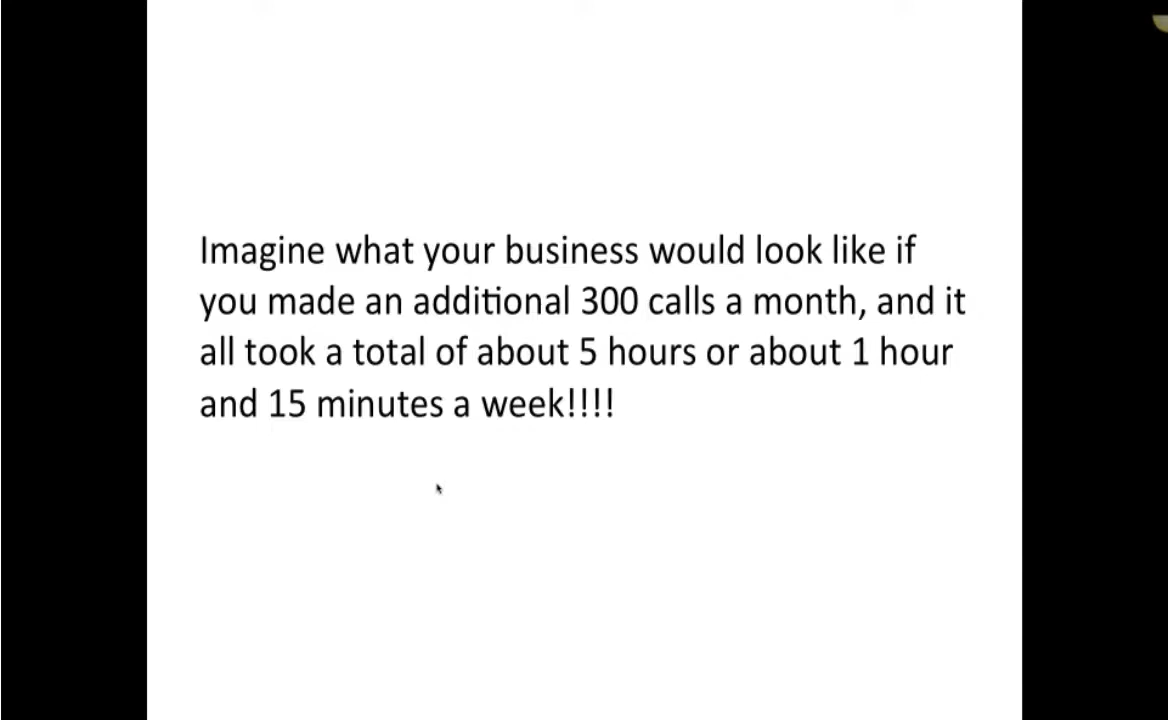 Imagine what your business would look like if
you made an additional 300 calls a month, and it
all took a total of about 5 hours or about 1 hour
and 15 minutes a week!!!!